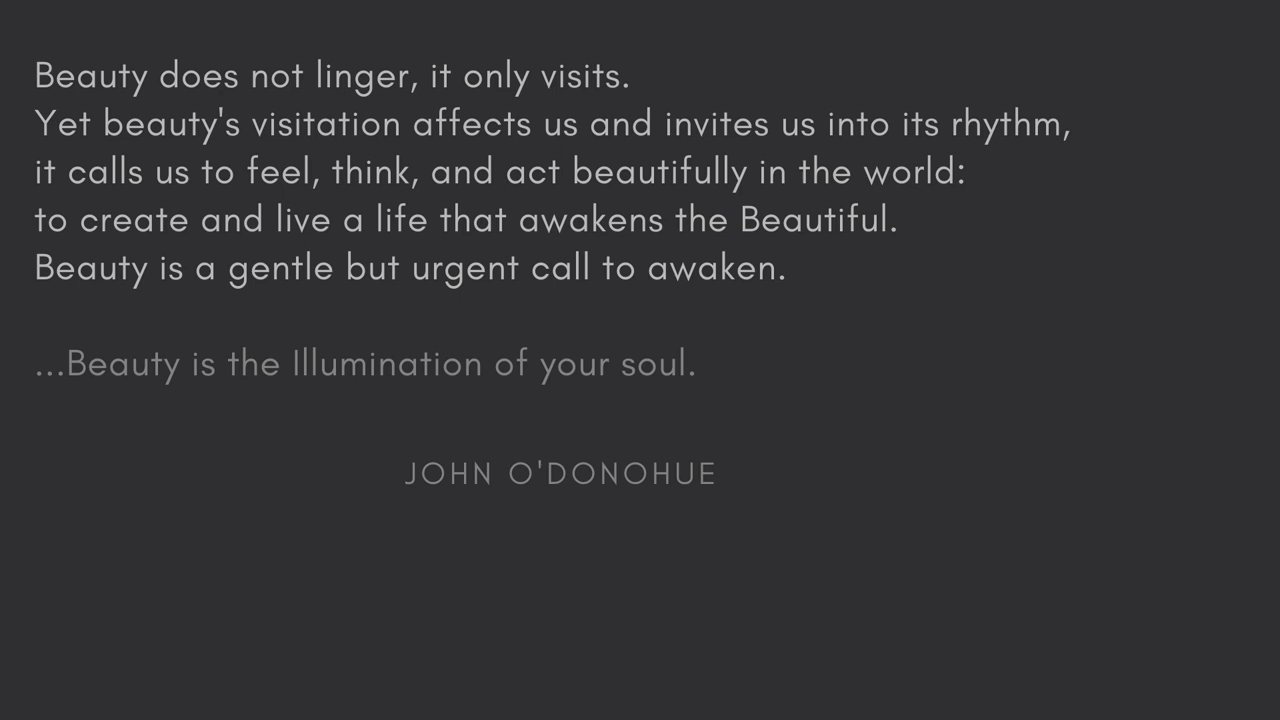 Beauty does not linger, it only visits.
Yet beauty's visitation affects us and invites us into its rhythm,
it calls us to feel, think, and act beautifully in the world:
to create and live a life that awakens the Beautiful.
Beauty is a gentle but urgent call to awaken.
...Beauty is the Illumination of your soul.
JOHN O'DONOHUE